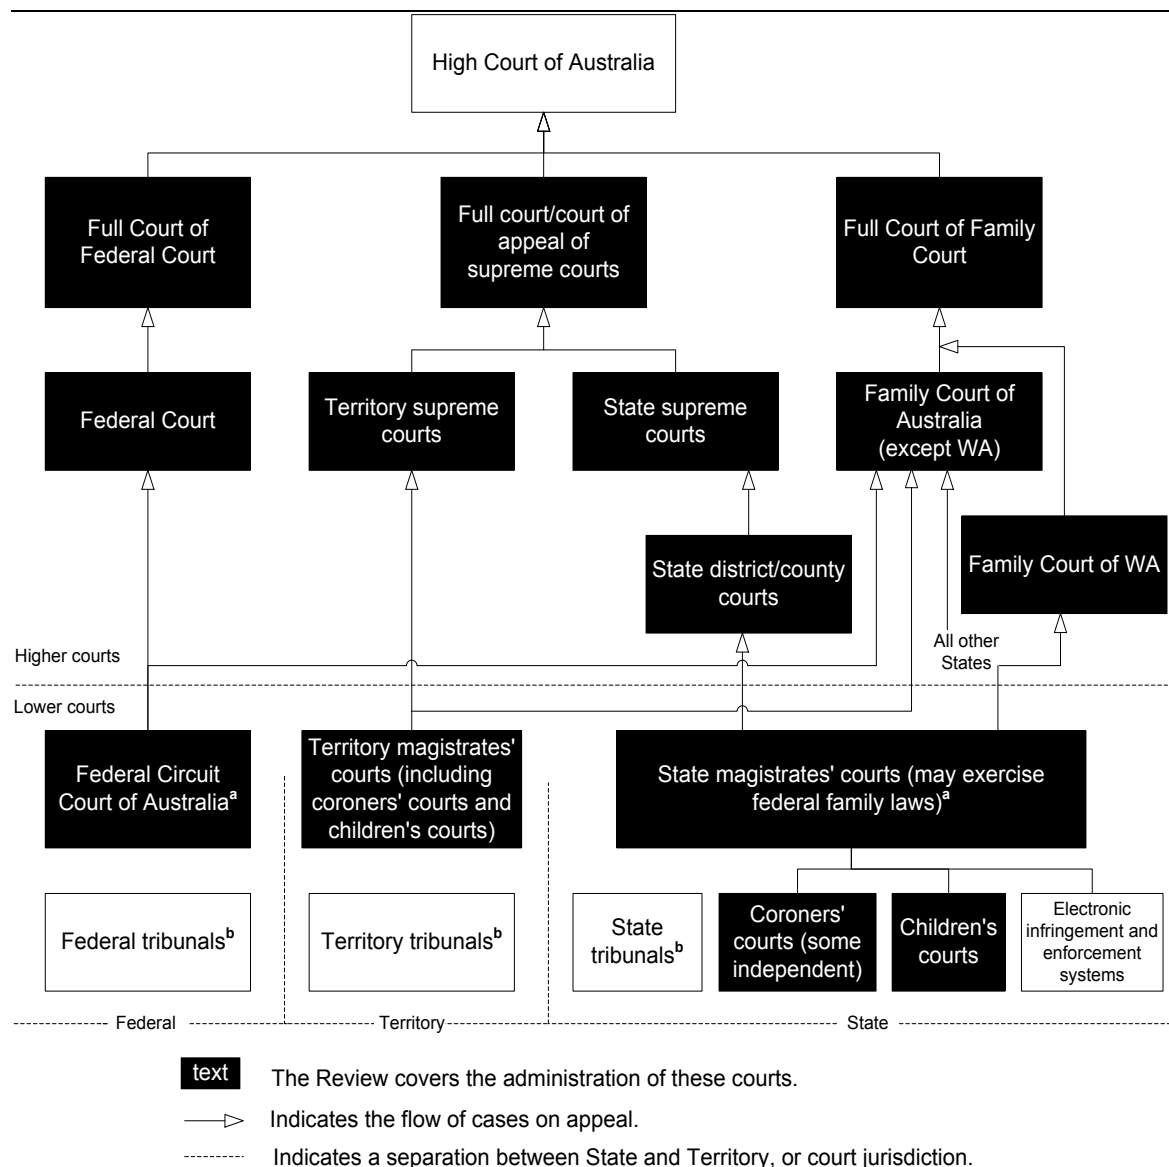 High Court of Australia
Full Court of
Federal Court
Full court/court of
appeal of
supreme courts
Full Court of Family
Court
Federal Court
Territory supreme
courts
State supreme
courts
Family Court of
Australia
(except WA)
State district/county
courts
Family Court of WA
Higher courts
All other
States
Lower courts
Federal Circuit
Court of Australiaa
Territory magistrates'
courts (including
coroners' courts and
children's courts)
State magistrates' courts (may exercise
federal family laws)a
Federal tribunalsb
Territory tribunalsb
State
tribunalsb
Coroners'
courts (some
independent)
Children's
courts
Electronic
infringement and
enforcement
systems
Federal
Territory
State
text
The Review covers the administration of these courts.
Indicates the flow of cases on appeal.
Indicates a separation between State and Territory, or court jurisdiction.